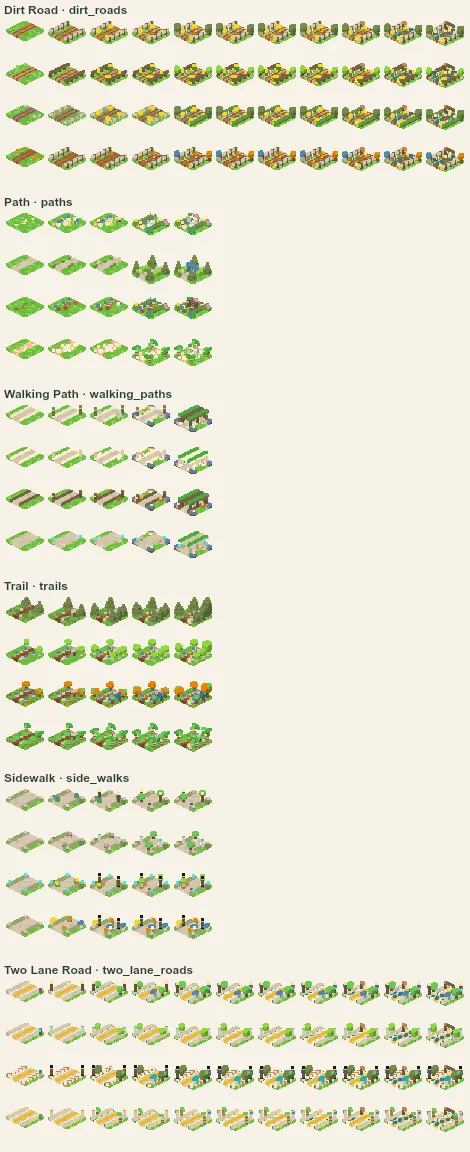 Dirt Road · dirt_roads
Path · paths
Walking Path · walking_paths
Trail · trails
Sidewalk · side_walks
Two Lane Road · two_lane_roads